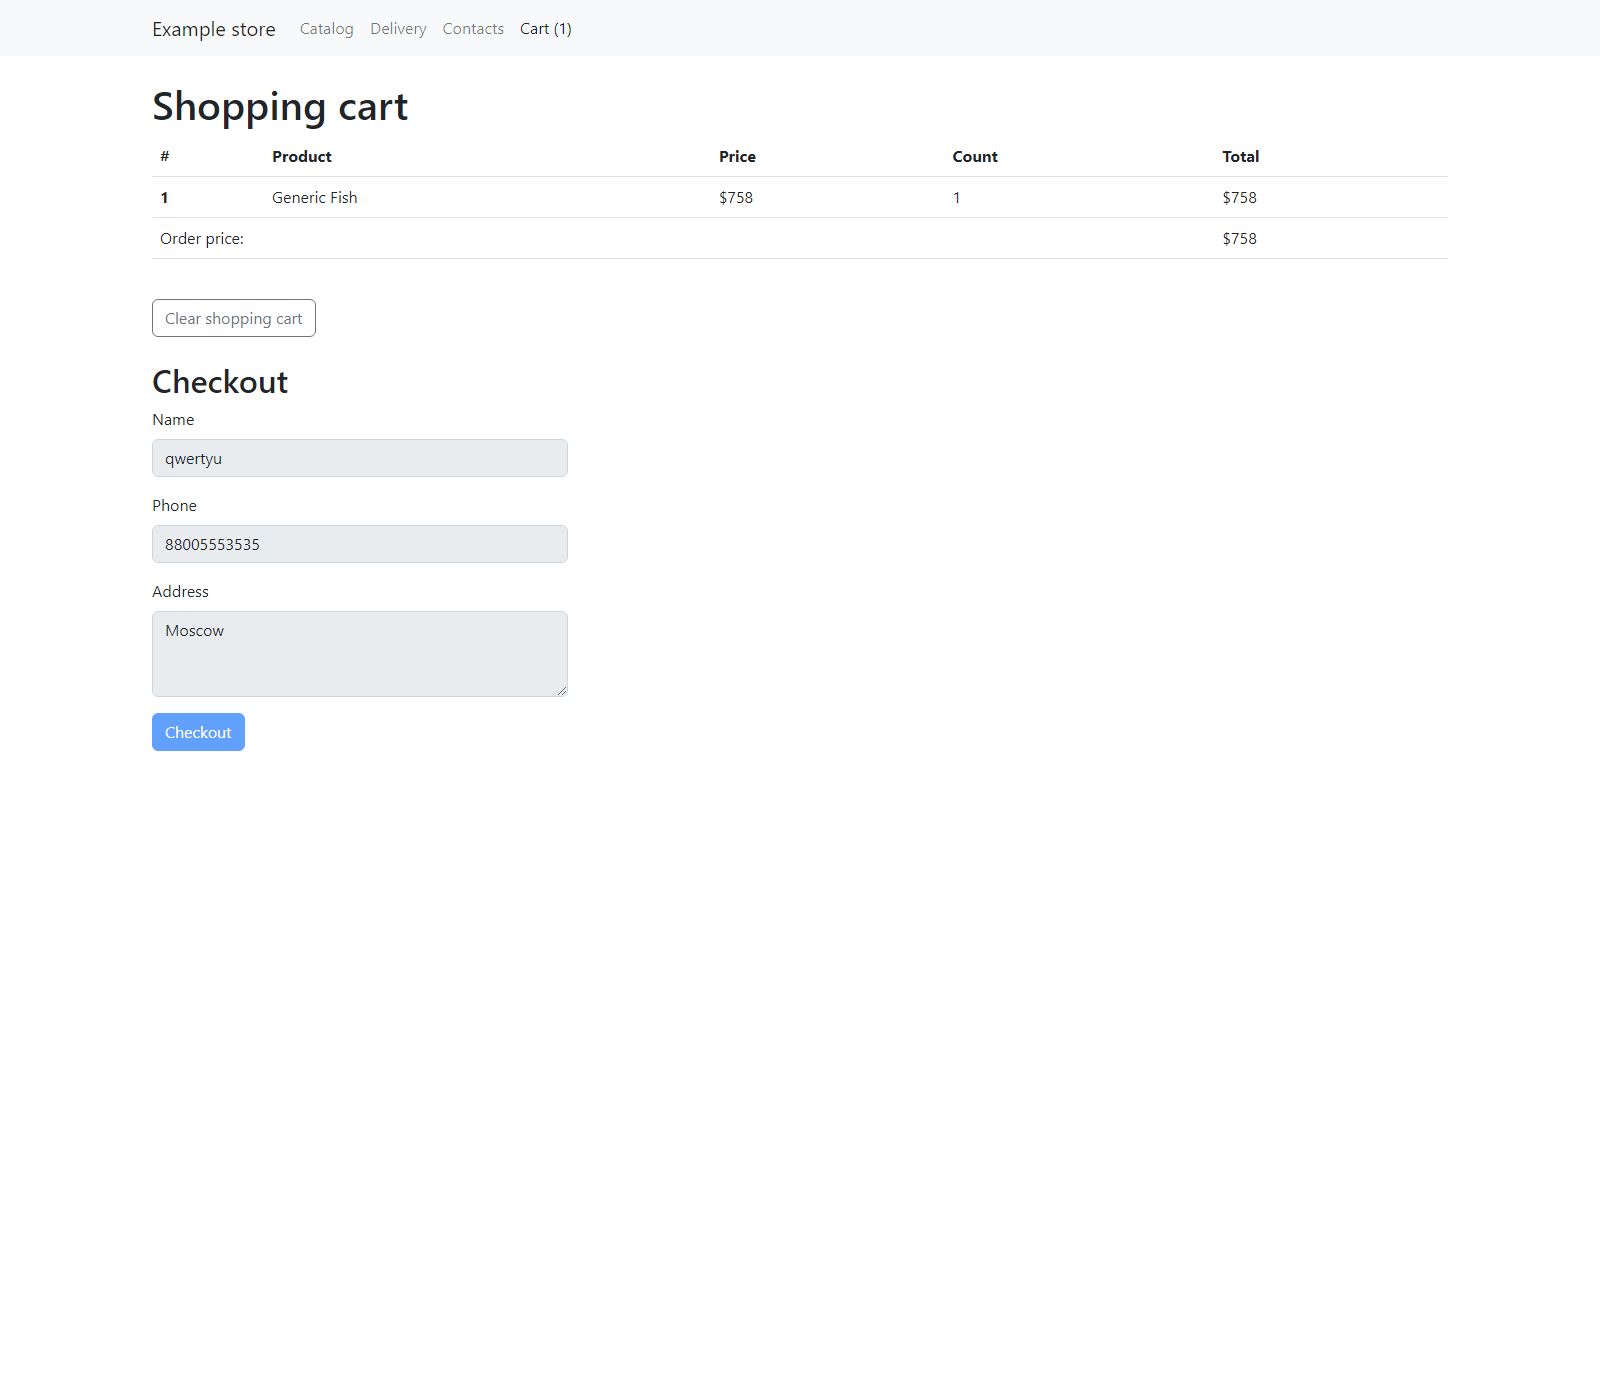 Example store Catalog Delivery Contacts Cart (1)
Shopping cart
# Product Price Count Total
1 Generic Fish $758 1 $758
Order price: $758
Clear shopping cart
Checkout
Name
qwertyu
Phone
88005553535
Address
Moscow
Checkout